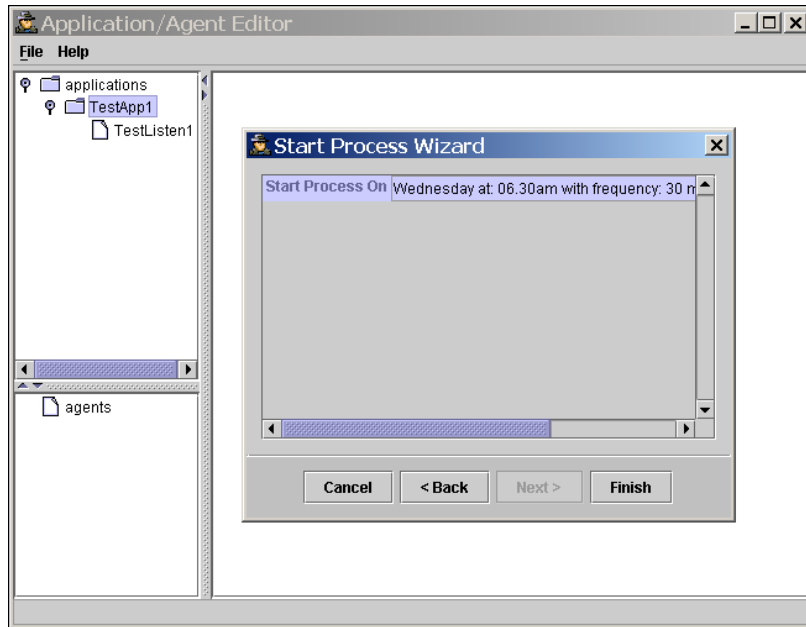 Application/Agent Editor
File Help
applications
TestApp1
TestListen1
agents
Start Process Wizard
Start Process On Wednesday at: 06.30am with frequency: 30
Cancel < Back Next > Finish